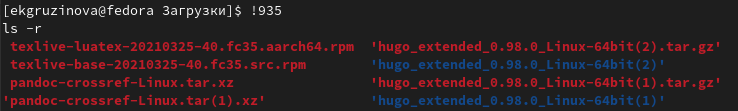 [ekgruzinova@fedora Загрузки]$ !935
ls -r
texlive-luatex-20210325-40.fc35.aarch64.rpm 'hugo_extended_0.98.0_Linux-64bit(2).tar.gz'
texlive-base-20210325-40.fc35.src.rpm 'hugo_extended_0.98.0_Linux-64bit(2)'
pandoc-crossref-Linux.tar.xz 'hugo_extended_0.98.0_Linux-64bit(1).tar.gz'
'pandoc-crossref-Linux.tar(1).xz' 'hugo_extended_0.98.0_Linux-64bit(1)'